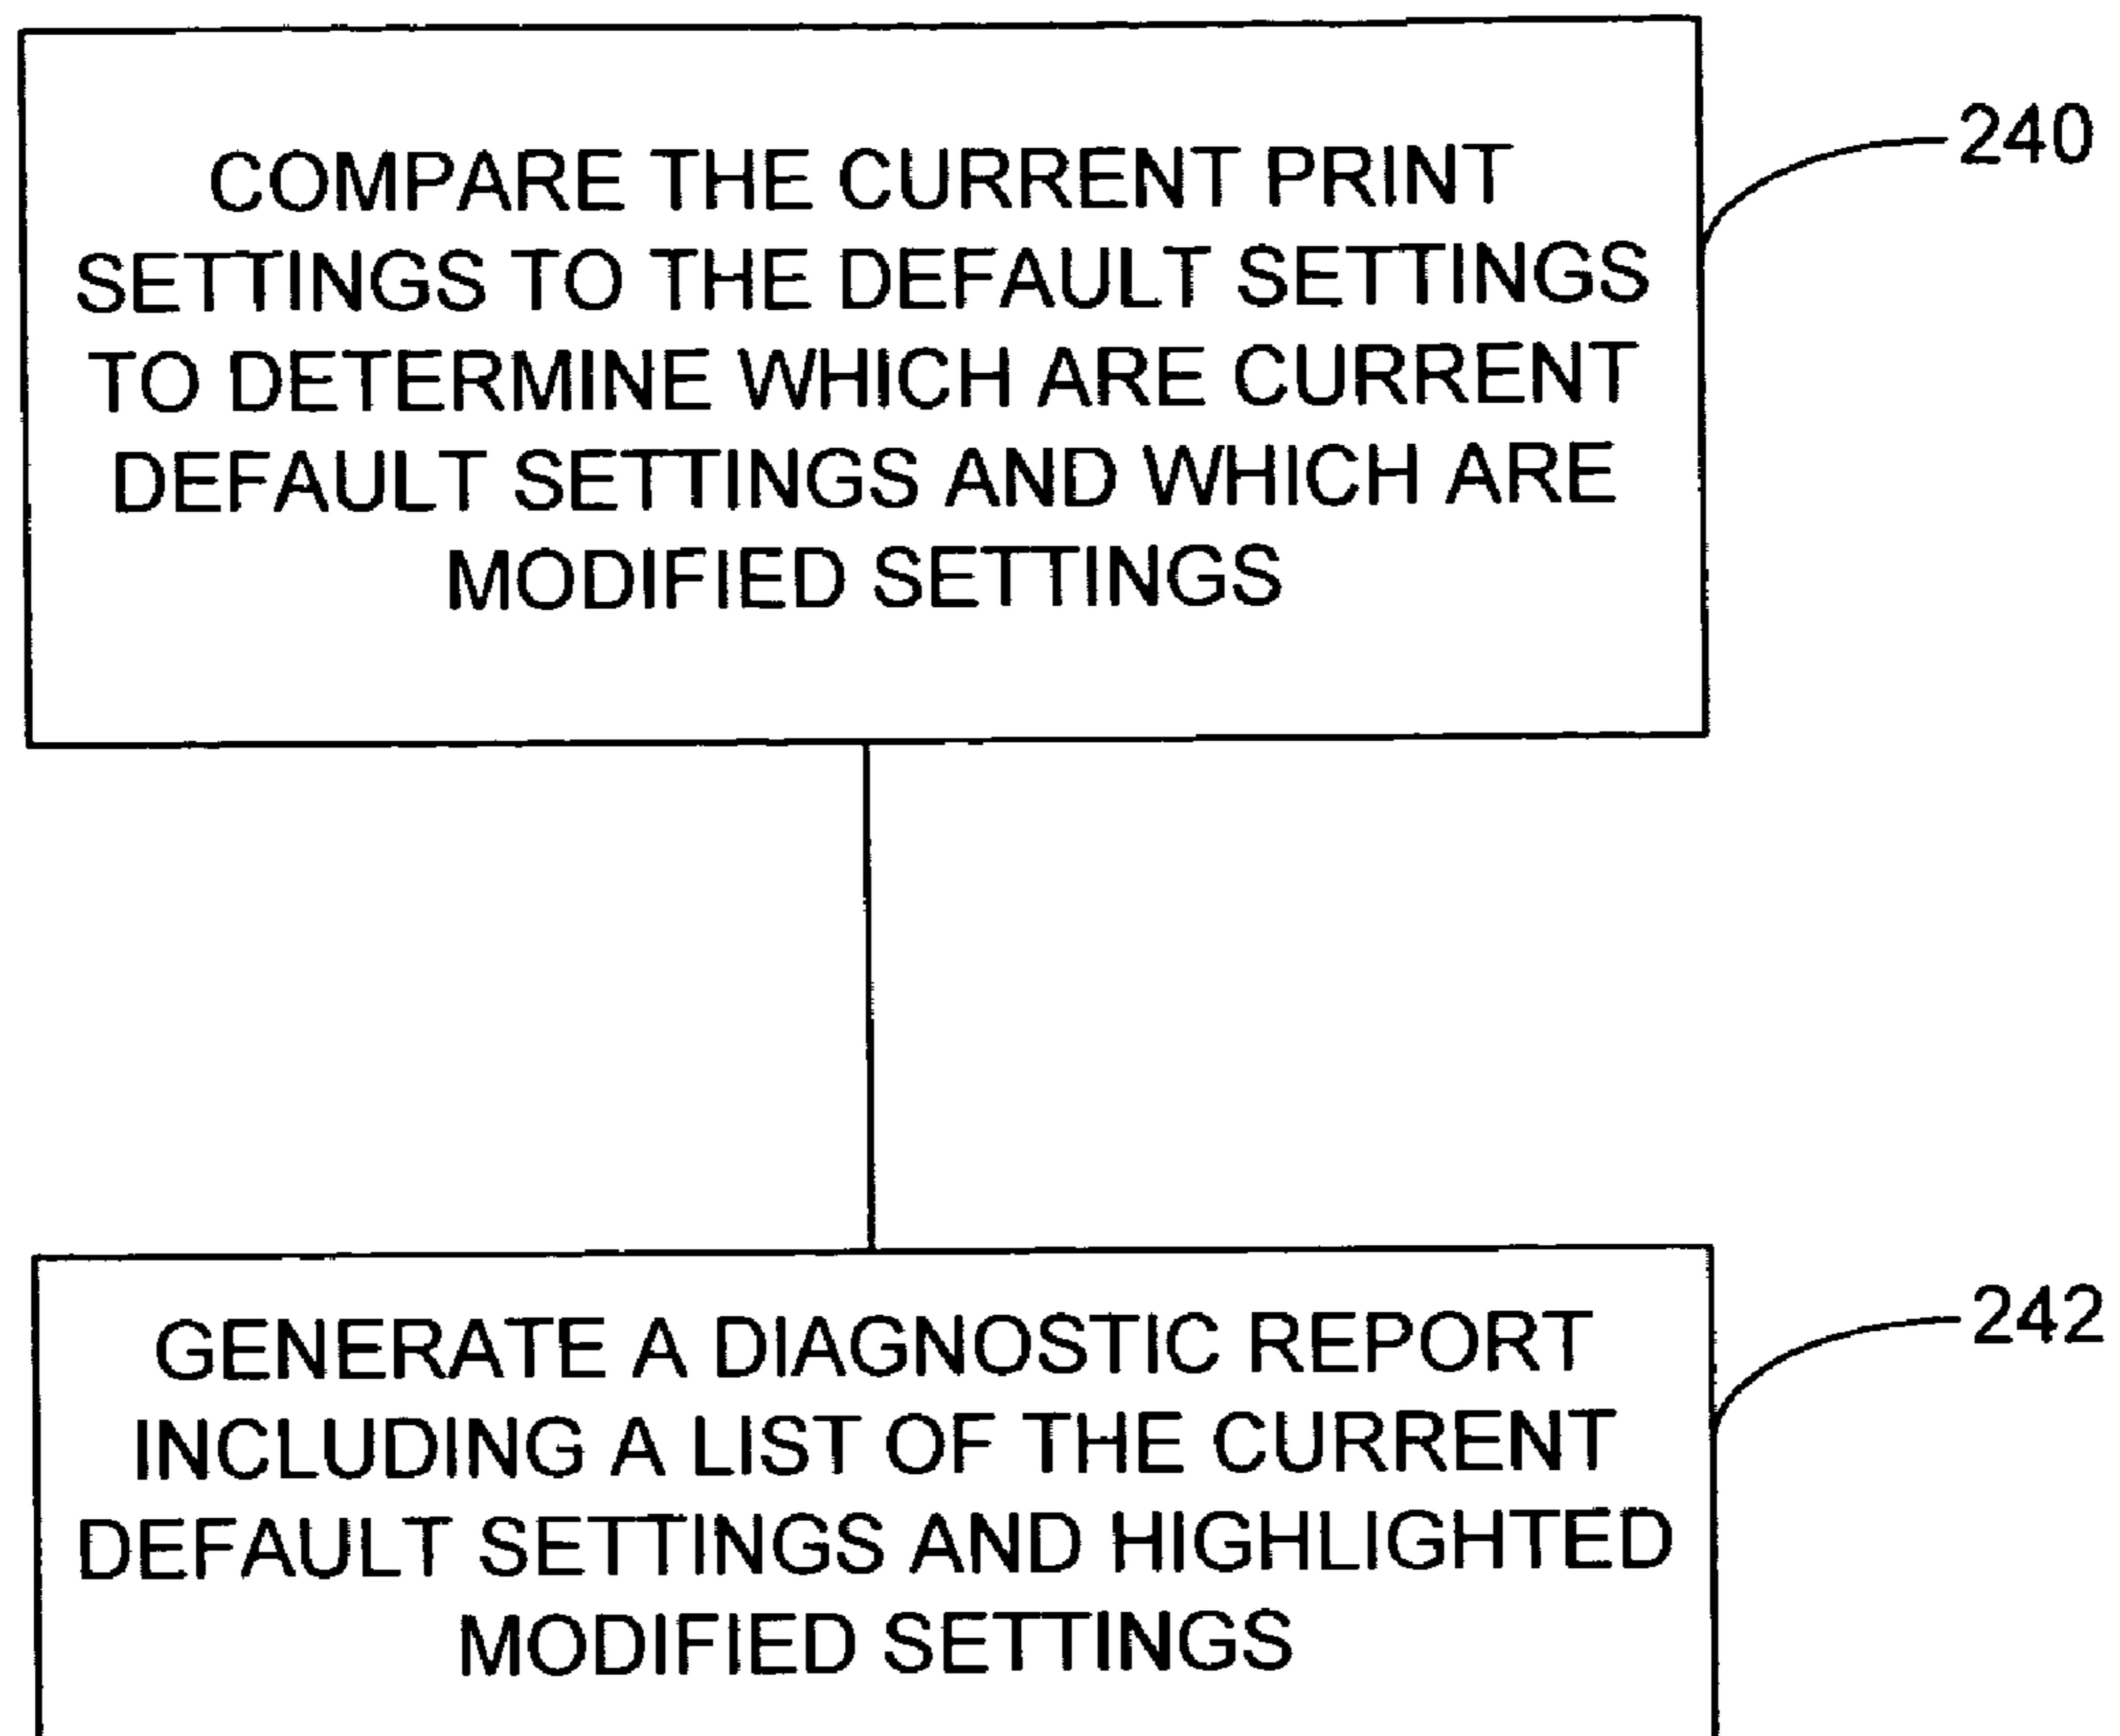 COMPARE THE CURRENT PRINT
SETTINGS TO THE DEFAULT SETTINGS
TO DETERMINE WHICH ARE CURRENT
DEFAULT SETTINGS AND WHICH ARE
MODIFIED SETTINGS
240
GENERATE A DIAGNOSTIC REPORT
INCLUDING A LIST OF THE CURRENT
DEFAULT SETTINGS AND HIGHLIGHTED
MODIFIED SETTINGS
242